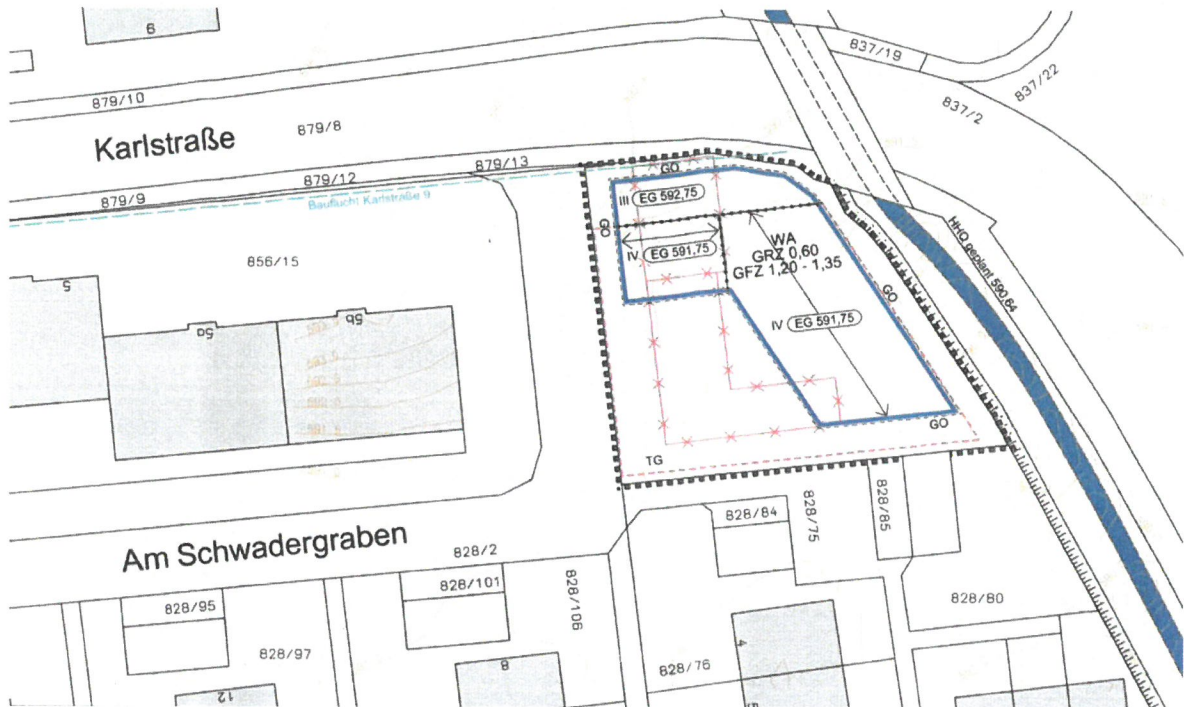 9
837/19
837/22
837/2
879/10
Karlstraße
879/8
879/13
879/12
879/9
Bauflucht Karlstraße 9
GO
III EG 592,75
GO
IV EG 591,75
WA
GRZ 0,60
GFZ 1,20 - 1,35
HHQ geplant 590,64
GO
856/15
5
5a
5b
IV EG 591,75
GO
TG
828/84
828/75
828/85
Am Schwadergraben
828/2
828/101
828/106
828/95
828/80
828/97
828/76
4
8
12